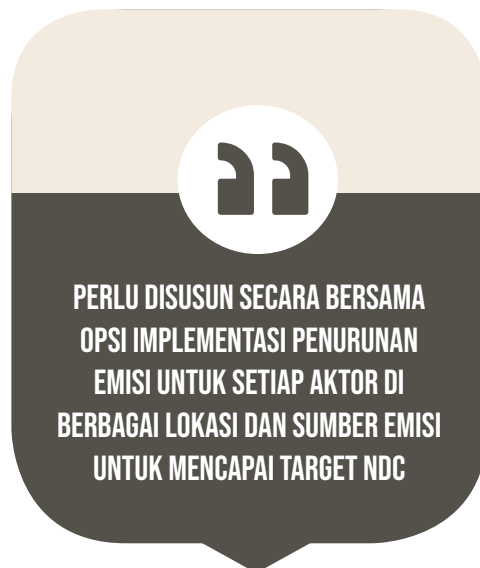 PERLU DISUSUN SECARA BERSAMA
OPSI IMPLEMENTASI PENURUNAN
EMISI UNTUK SETIAP AKTOR DI
BERBAGAI LOKASI DAN SUMBER EMISI
UNTUK MENCAPAI TARGET NDC